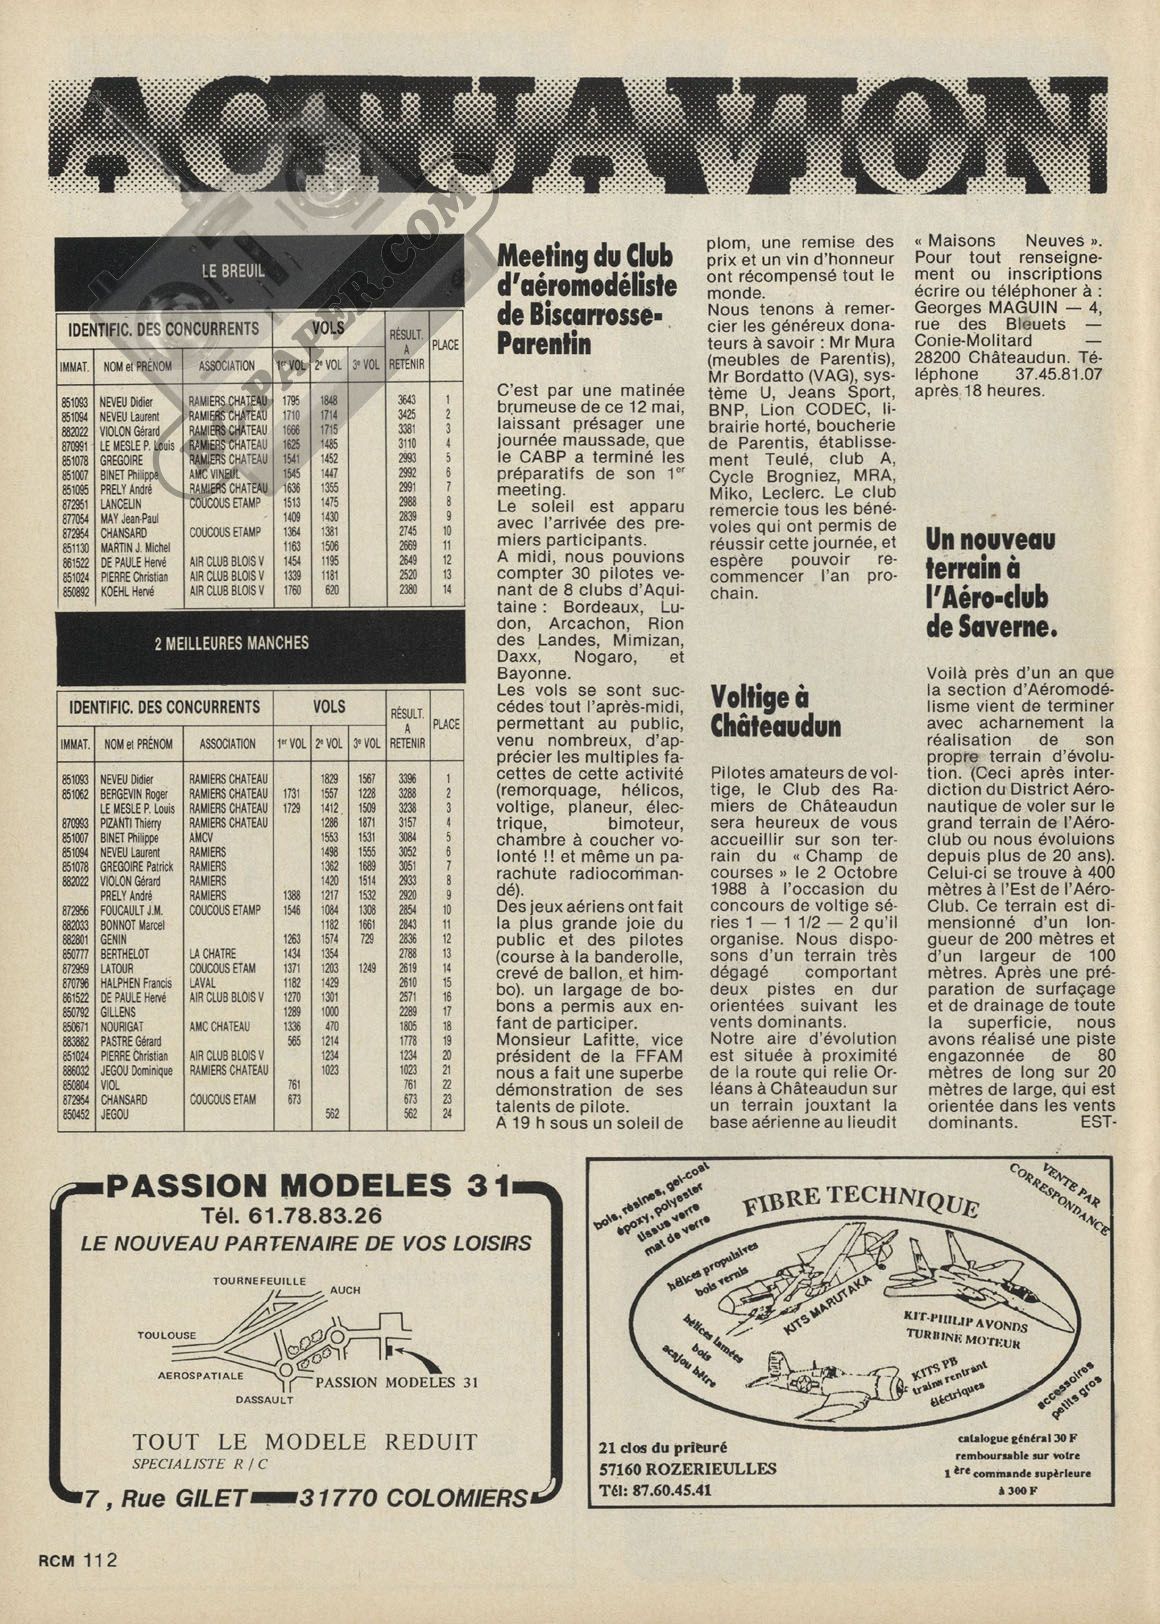 ACTUAVION
RCPAPER.COM
LE BREUIL
IDENTIFIC. DES CONCURRENTS VOLS RÉSULT. A RETENIR PLACE
IMMAT. NOM et PRÉNOM ASSOCIATION 1er VOL 2e VOL 3e VOL
851093 NEVEU Didier RAMIERS CHATEAU 1795 1848 3643 1
851094 NEVEU Laurent RAMIERS CHATEAU 1710 1714 3425 2
882022 VIOLON Gérard RAMIERS CHATEAU 1666 1715 3381 3
870991 LE MESLE P. Louis RAMIERS CHATEAU 1625 1485 3110 4
851078 GREGOIRE RAMIERS CHATEAU 1541 1452 2993 5
851007 BINET Philippe AMC VINEUIL 1545 1447 2992 6
851095 PRELY André RAMIERS CHATEAU 1636 1355 2991 7
872951 LANCELIN COUCOUS ETAMP 1513 1475 2988 8
877054 MAY Jean-Paul 1409 1430 2839 9
872954 CHANSARD COUCOUS ETAMP 1364 1381 2745 10
851130 MARTIN J. Michel 1163 1506 2669 11
861522 DE PAULE Hervé AIR CLUB BLOIS V 1454 1195 2649 12
851024 PIERRE Christian AIR CLUB BLOIS V 1339 1181 2520 13
850892 KOEHL Hervé AIR CLUB BLOIS V 1760 620 2380 14
2 MEILLEURES MANCHES
IDENTIFIC. DES CONCURRENTS VOLS RÉSULT. A RETENIR PLACE
IMMAT. NOM et PRÉNOM ASSOCIATION 1er VOL 2e VOL 3e VOL
851093 NEVEU Didier RAMIERS CHATEAU 1829 1567 3396 1
851062 BERGEVIN Roger RAMIERS CHATEAU 1731 1557 1228 3288 2
LE MESLE P. Louis RAMIERS CHATEAU 1729 1412 1509 3238 3
870993 PIZANTI Thierry RAMIERS CHATEAU 1286 1871 3157 4
851007 BINET Philippe AMCV 1553 1531 3084 5
851094 NEVEU Laurent RAMIERS 1498 1555 3052 6
851078 GREGOIRE Patrick RAMIERS 1362 1689 3051 7
882022 VIOLON Gérard RAMIERS 1420 1514 2933 8
PRELY André RAMIERS 1388 1217 1532 2920 9
872956 FOUCAULT J.M. COUCOUS ETAMP 1546 1084 1308 2854 10
882033 BONNOT Marcel 1182 1661 2843 11
882801 GENIN 1263 1574 729 2836 12
850777 BERTHELOT LA CHATRE 1434 1354 2788 13
872959 LATOUR COUCOUS ETAM 1371 1203 1249 2619 14
870796 HALPHEN Francis LAVAL 1182 1429 2610 15
861522 DE PAULE Hervé AIR CLUB BLOIS V 1270 1301 2571 16
850792 GILLENS 1289 1000 2289 17
850671 NOURIGAT AMC CHATEAU 1336 470 1805 18
883882 PASTRE Gérard 565 1214 1778 19
851024 PIERRE Christian AIR CLUB BLOIS V 1234 1234 20
886032 JEGOU Dominique RAMIERS CHATEAU 1023 1023 21
850804 VIOL 761 761 22
872954 CHANSARD COUCOUS ETAM 673 673 23
850452 JEGOU 562 562 24
Meeting du Club
d'aéromodéliste
de Biscarrosse-
Parentin
C'est par une matinée
brumeuse de ce 12 mai,
laissant présager une
journée maussade, que
le CABP a terminé les
préparatifs de son 1er
meeting.
Le soleil est apparu
avec l'arrivée des pre-
miers participants.
A midi, nous pouvions
compter 30 pilotes ve-
nant de 8 clubs d'Aqui-
taine : Bordeaux, Lu-
don, Arcachon, Rion
des Landes, Mimizan,
Daxx, Nogaro, et
Bayonne.
Les vols se sont suc-
cédes tout l'après-midi,
permettant au public,
venu nombreux, d'ap-
précier les multiples fa-
cettes de cette activité
(remorquage, hélicos,
voltige, planeur, élec-
trique, bimoteur,
chambre à coucher vo-
lonté !! et même un pa-
rachute radiocomman-
dé).
Des jeux aériens ont fait
la plus grande joie du
public et des pilotes
(course à la banderolle,
crevé de ballon, et him-
bo). un largage de bo-
bons a permis aux en-
fant de participer.
Monsieur Lafitte, vice
président de la FFAM
nous a fait une superbe
démonstration de ses
talents de pilote.
A 19 h sous un soleil de
plom, une remise des
prix et un vin d'honneur
ont récompensé tout le
monde.
Nous tenons à remer-
cier les généreux dona-
teurs à savoir : Mr Mura
(meubles de Parentis),
Mr Bordatto (VAG), sys-
tème U, Jeans Sport,
BNP, Lion CODEC, li-
brairie horté, boucherie
de Parentis, établisse-
ment Teulé, club A,
Cycle Brogniez, MRA,
Miko, Leclerc. Le club
remercie tous les béné-
voles qui ont permis de
réussir cette journée, et
espère pouvoir re-
commencer l'an pro-
chain.
Voltige à
Châteaudun
Pilotes amateurs de vol-
tige, le Club des Ra-
miers de Châteaudun
sera heureux de vous
accueillir sur son ter-
rain du « Champ de
courses » le 2 Octobre
1988 à l'occasion du
concours de voltige sé-
ries 1 — 1 1/2 — 2 qu'il
organise. Nous dispo-
sons d'un terrain très
dégagé comportant
deux pistes en dur
orientées suivant les
vents dominants.
Notre aire d'évolution
est située à proximité
de la route qui relie Or-
léans à Châteaudun sur
un terrain jouxtant la
base aérienne au lieudit
« Maisons Neuves ».
Pour tout renseigne-
ment ou inscriptions
écrire ou téléphoner à :
Georges MAGUIN — 4,
rue des Bleuets —
Conie-Molitard —
28200 Châteaudun. Té-
léphone 37.45.81.07
après 18 heures.
Un nouveau
terrain à
l'Aéro-club
de Saverne.
Voilà près d'un an que
la section d'Aéromodé-
lisme vient de terminer
avec acharnement la
réalisation de son
propre terrain d'évolu-
tion. (Ceci après inter-
diction du District Aéro-
nautique de voler sur le
grand terrain de l'Aéro-
club ou nous évoluions
depuis plus de 20 ans).
Celui-ci se trouve à 400
mètres à l'Est de l'Aéro-
Club. Ce terrain est di-
mensionné d'un lon-
gueur de 200 mètres et
d'un largeur de 100
mètres. Après une pré-
paration de surfaçage
et de drainage de toute
la superficie, nous
avons réalisé une piste
engazonnée de 80
mètres de long sur 20
mètres de large, qui est
orientée dans les vents
dominants. EST-
PASSION MODELES 31
Tél. 61.78.83.26
LE NOUVEAU PARTENAIRE DE VOS LOISIRS
TOURNEFEUILLE
AUCH
TOULOUSE
AEROSPATIALE
PASSION MODELES 31
DASSAULT
TOUT LE MODELE REDUIT
SPECIALISTE R / C
7 , Rue GILET 31770 COLOMIERS
bois, résines, gel-coat
époxy, polyester
tissus verre
mat de verre
FIBRE TECHNIQUE
VENTE PAR
CORRESPONDANCE
hélices propulsives
bois vernis
KITS MARUTAKA
KIT-PHILIP AVONDS
TURBINE MOTEUR
hélices lamées
bois
acajou hêtre
KITS PB
trains rentrant
électriques
accessoires
petits gros
21 clos du prieuré
57160 ROZERIEULLES
Tél: 87.60.45.41
catalogue général 30 F
remboursable sur votre
1 ère commande supèrieure
à 300 F
RCM 112